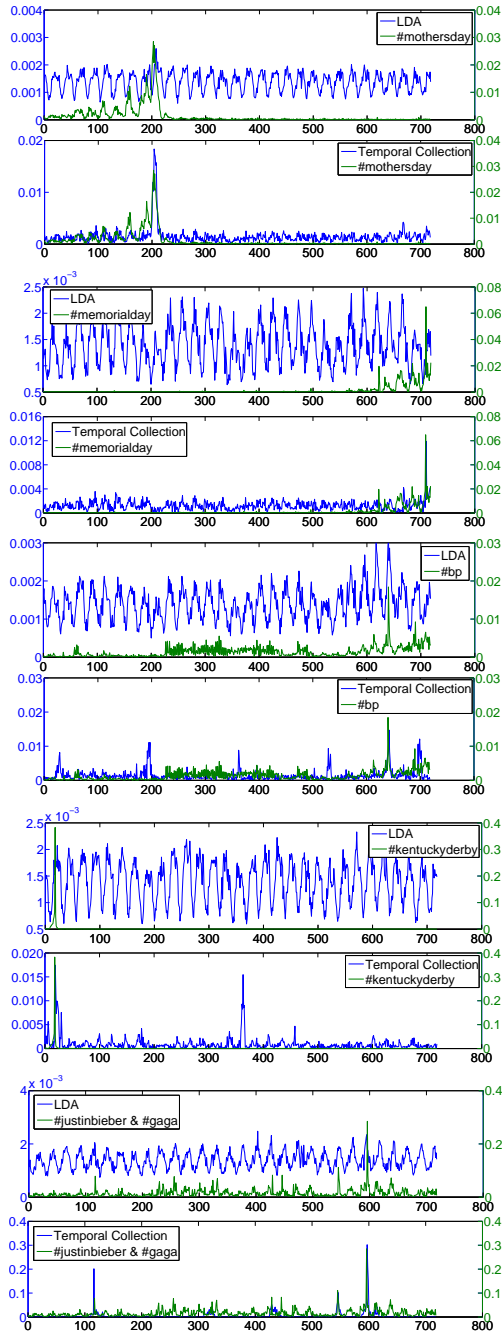 0.004 0.04
LDA
#mothersday
0.003 0.03
0.002 0.02
0.001 0.01
0 0
0 100 200 300 400 500 600 700 800
0.02 0.04
Temporal Collection
#mothersday
0.03
0.01 0.02
0.01
0 0
0 100 200 300 400 500 600 700 800
x 10⁻³
2.5 0.08
LDA
#memorialday
2 0.06
1.5 0.04
1 0.02
0.5 0
0 100 200 300 400 500 600 700 800
0.016 0.08
Temporal Collection
#memorialday
0.012 0.06
0.008 0.04
0.004 0.02
0 0
0 100 200 300 400 500 600 700 800
0.003 0.03
LDA
#bp
0.002 0.02
0.001 0.01
0 0
0 100 200 300 400 500 600 700 800
0.03 0.03
Temporal Collection
#bp
0.02 0.02
0.01 0.01
0 0
0 100 200 300 400 500 600 700 800
x 10⁻³
2.5 0.4
LDA
#kentuckyderby
2 0.3
1.5 0.2
1 0.1
0.5 0
0 100 200 300 400 500 600 700 800
0.020 0.4
Temporal Collection
#kentuckyderby
0.015 0.3
0.010 0.2
0.005 0.1
0 0
0 100 200 300 400 500 600 700 800
x 10⁻³
4 0.4
LDA
#justinbieber & #gaga
2 0.2
0 0
0 100 200 300 400 500 600 700 800
0.4 0.4
Temporal Collection
#justinbieber & #gaga
0.3 0.3
0.2 0.2
0.1 0.1
0 0
0 100 200 300 400 500 600 700 800